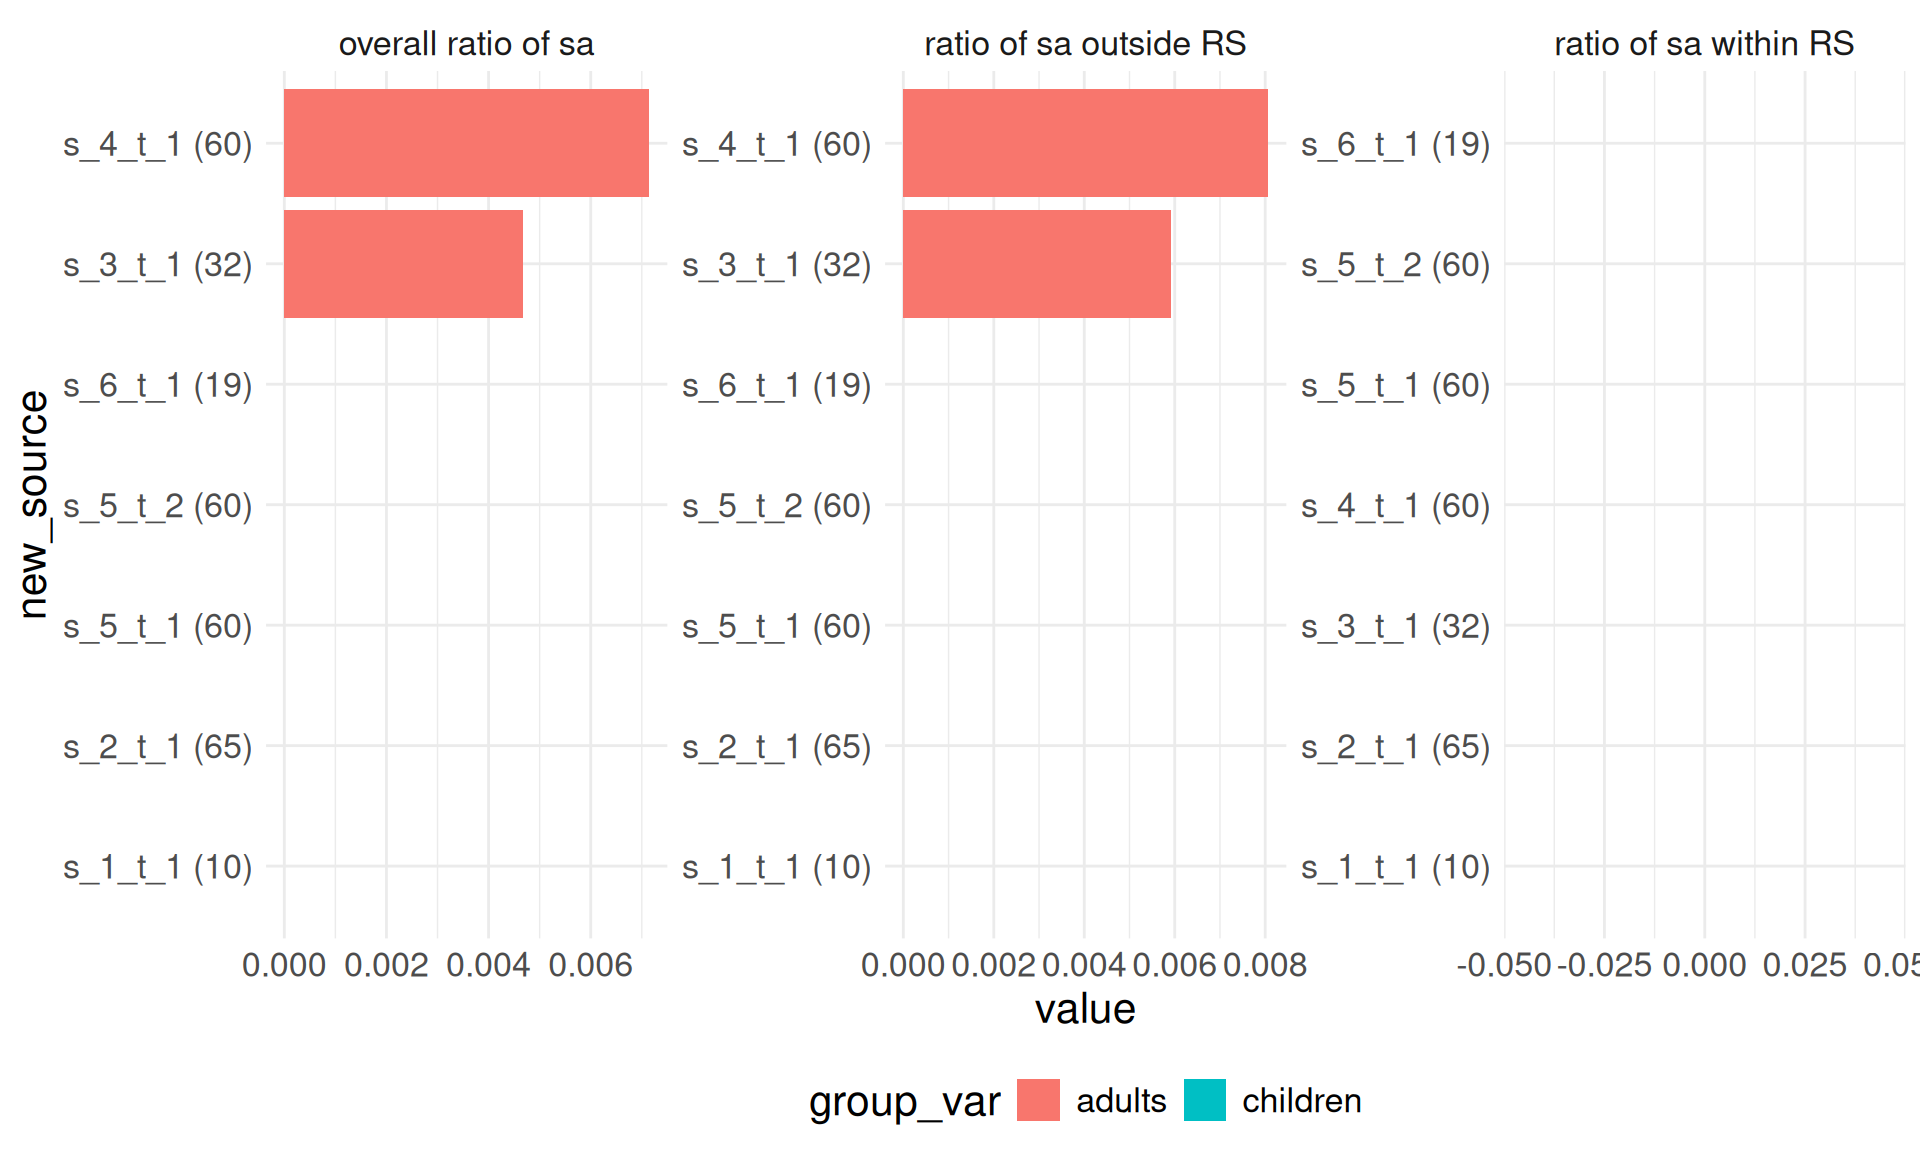 overall ratio of sa
ratio of sa outside RS
ratio of sa within RS
new_source
s_4_t_1 (60)
s_3_t_1 (32)
s_6_t_1 (19)
s_5_t_2 (60)
s_5_t_1 (60)
s_2_t_1 (65)
s_1_t_1 (10)
s_4_t_1 (60)
s_3_t_1 (32)
s_6_t_1 (19)
s_5_t_2 (60)
s_5_t_1 (60)
s_2_t_1 (65)
s_1_t_1 (10)
s_6_t_1 (19)
s_5_t_2 (60)
s_5_t_1 (60)
s_4_t_1 (60)
s_3_t_1 (32)
s_2_t_1 (65)
s_1_t_1 (10)
0.000 0.002 0.004 0.006
0.000 0.002 0.004 0.006 0.008
-0.050 -0.025 0.000 0.025
value
group_var adults children